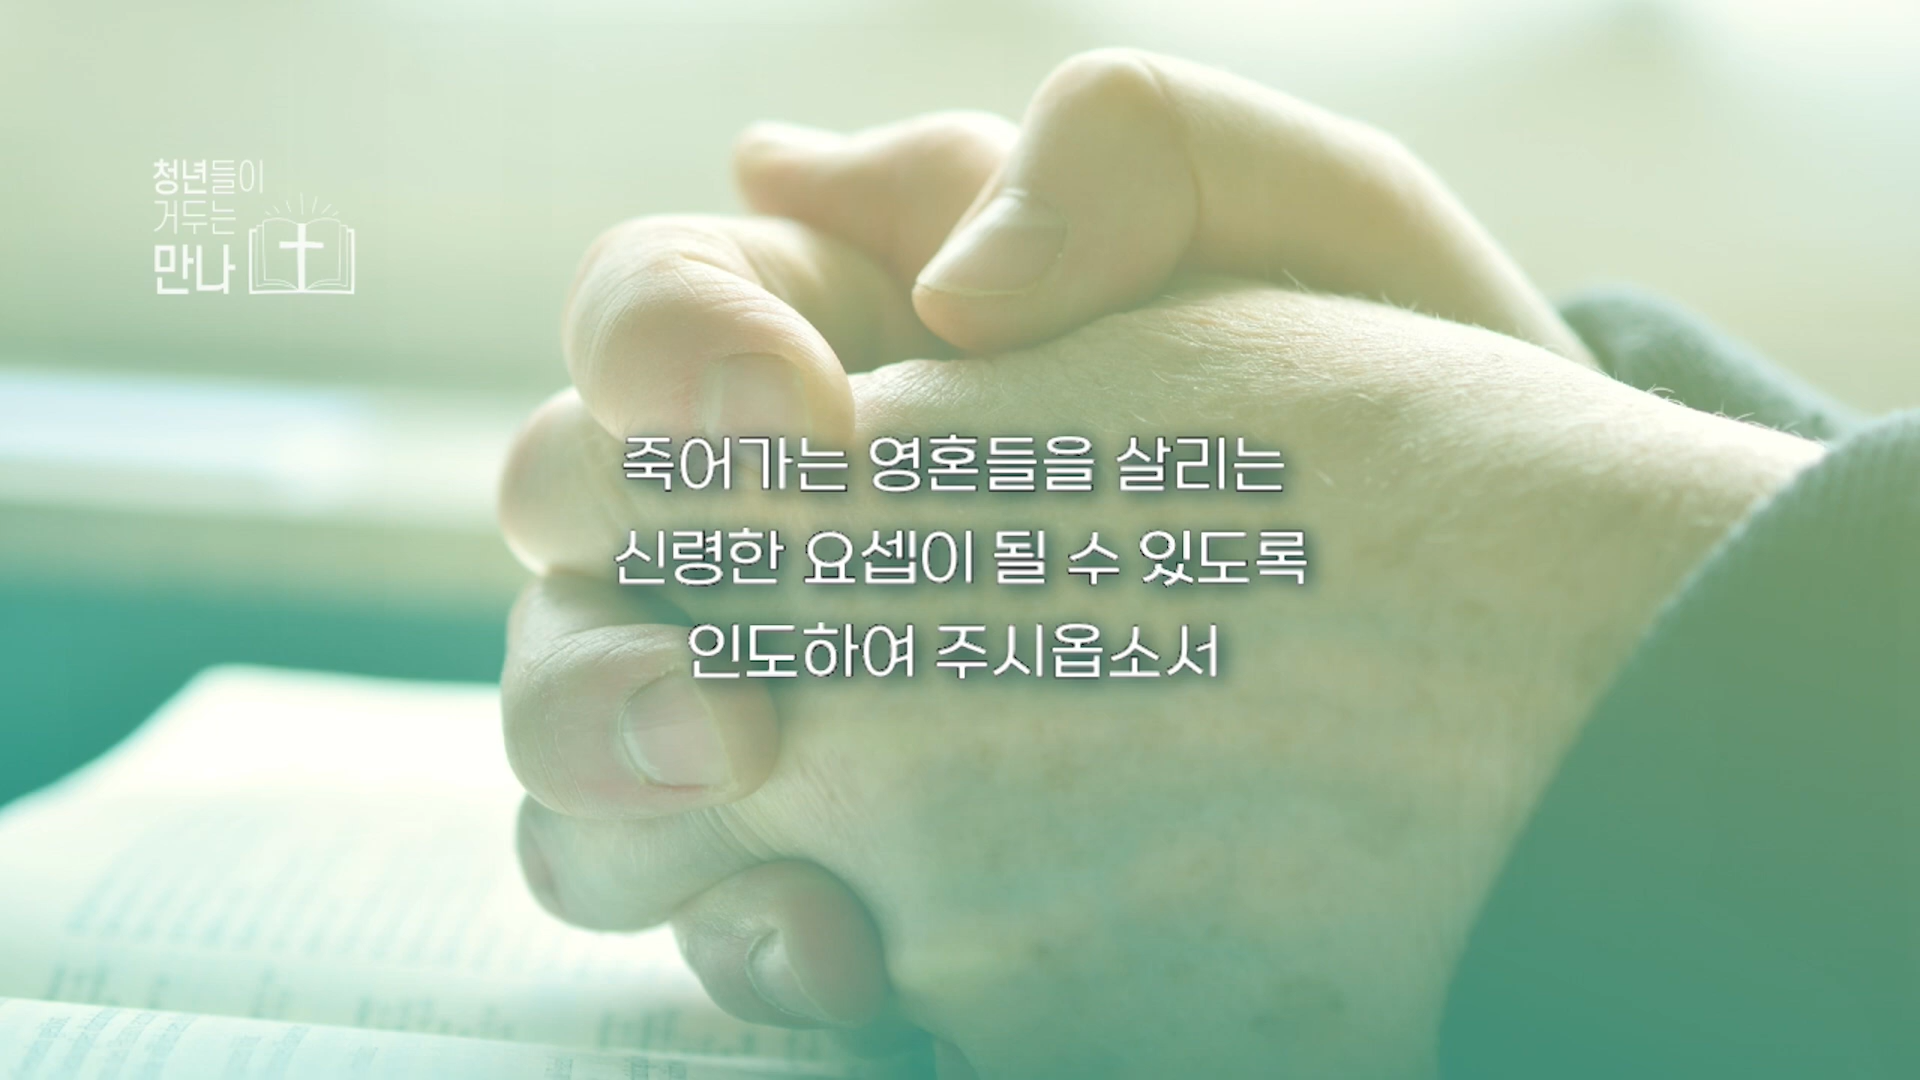 청년들이
거두는
만나
죽어가는 영혼들을 살리는
신령한 요셉이 될 수 있도록
인도하여 주시옵소서